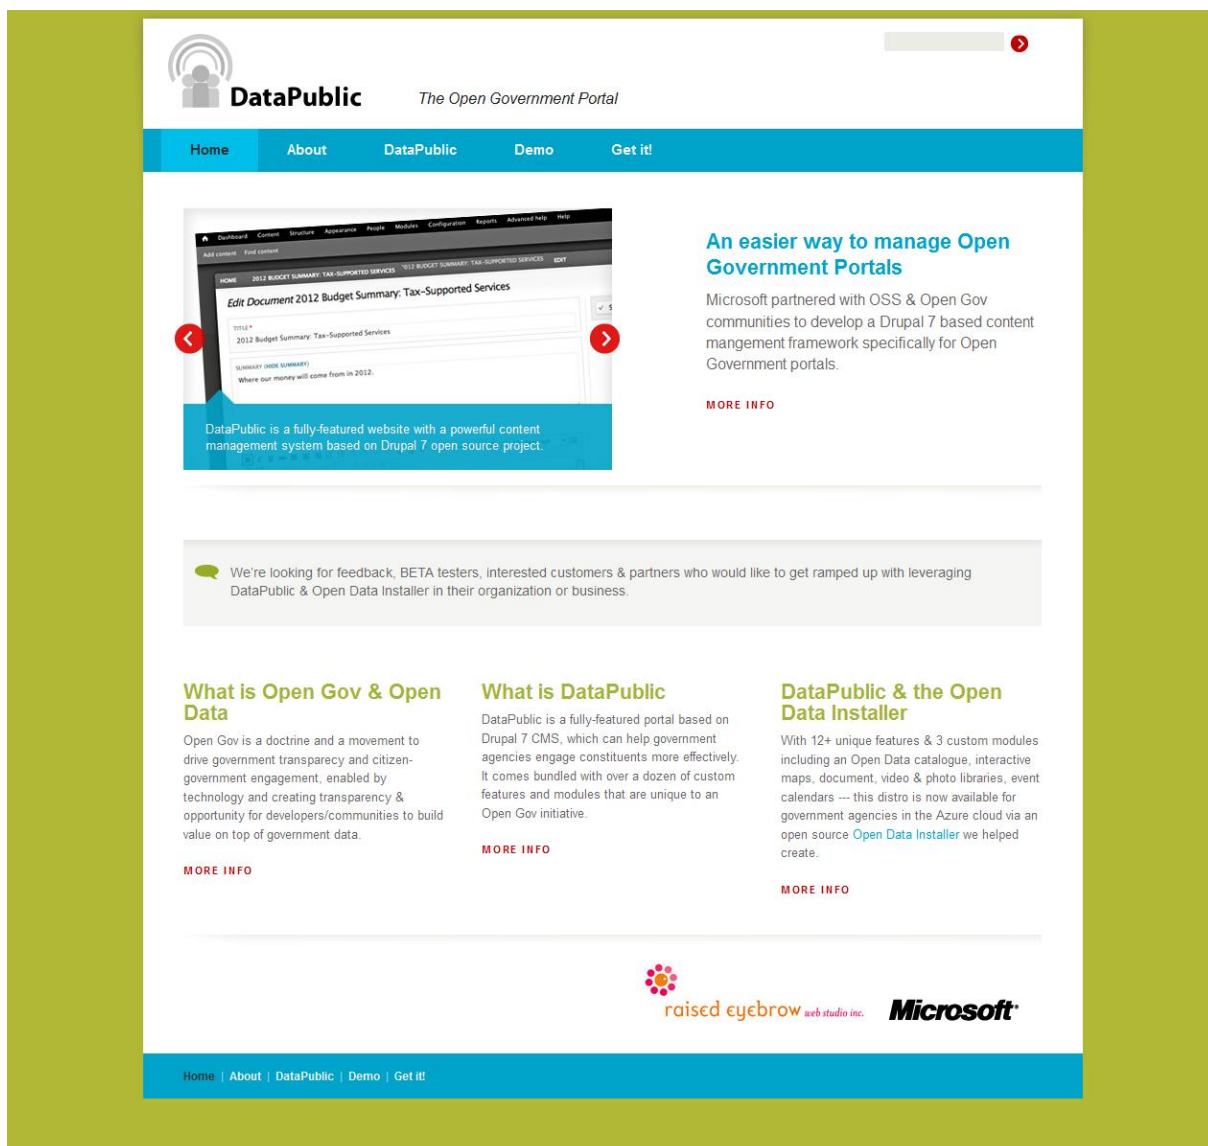 DataPublic
The Open Government Portal
Home About DataPublic Demo Get it!
Dashboard Content Structure Appearance People Modules Configuration Reports Advanced help Help
Add content Find content
HOME 2012 BUDGET SUMMARY: TAX-SUPPORTED SERVICES "012 BUDGET SUMMARY: TAX-SUPPORTED SERVICES EDIT
Edit Document 2012 Budget Summary: Tax-Supported Services
TITLE*
2012 Budget Summary: Tax-Supported Services
SUMMARY (HIDE SUMMARY)
Where our money will come from in 2012.
DataPublic is a fully-featured website with a powerful content
management system based on Drupal 7 open source project.
An easier way to manage Open
Government Portals
Microsoft partnered with OSS & Open Gov
communities to develop a Drupal 7 based content
mangement framework specifically for Open
Government portals.
MORE INFO
We're looking for feedback, BETA testers, interested customers & partners who would like to get ramped up with leveraging
DataPublic & Open Data Installer in their organization or business.
What is Open Gov & Open
Data
Open Gov is a doctrine and a movement to
drive government transparecy and citizen-
government engagement, enabled by
technology and creating transparency &
opportunity for developers/communities to build
value on top of government data.
MORE INFO
What is DataPublic
DataPublic is a fully-featured portal based on
Drupal 7 CMS, which can help government
agencies engage constituents more effectively.
It comes bundled with over a dozen of custom
features and modules that are unique to an
Open Gov initiative.
MORE INFO
DataPublic & the Open
Data Installer
With 12+ unique features & 3 custom modules
including an Open Data catalogue, interactive
maps, document, video & photo libraries, event
calendars --- this distro is now available for
government agencies in the Azure cloud via an
open source Open Data Installer we helped
create.
MORE INFO
raised eyebrow web studio inc.
Microsoft
Home | About | DataPublic | Demo | Get it!